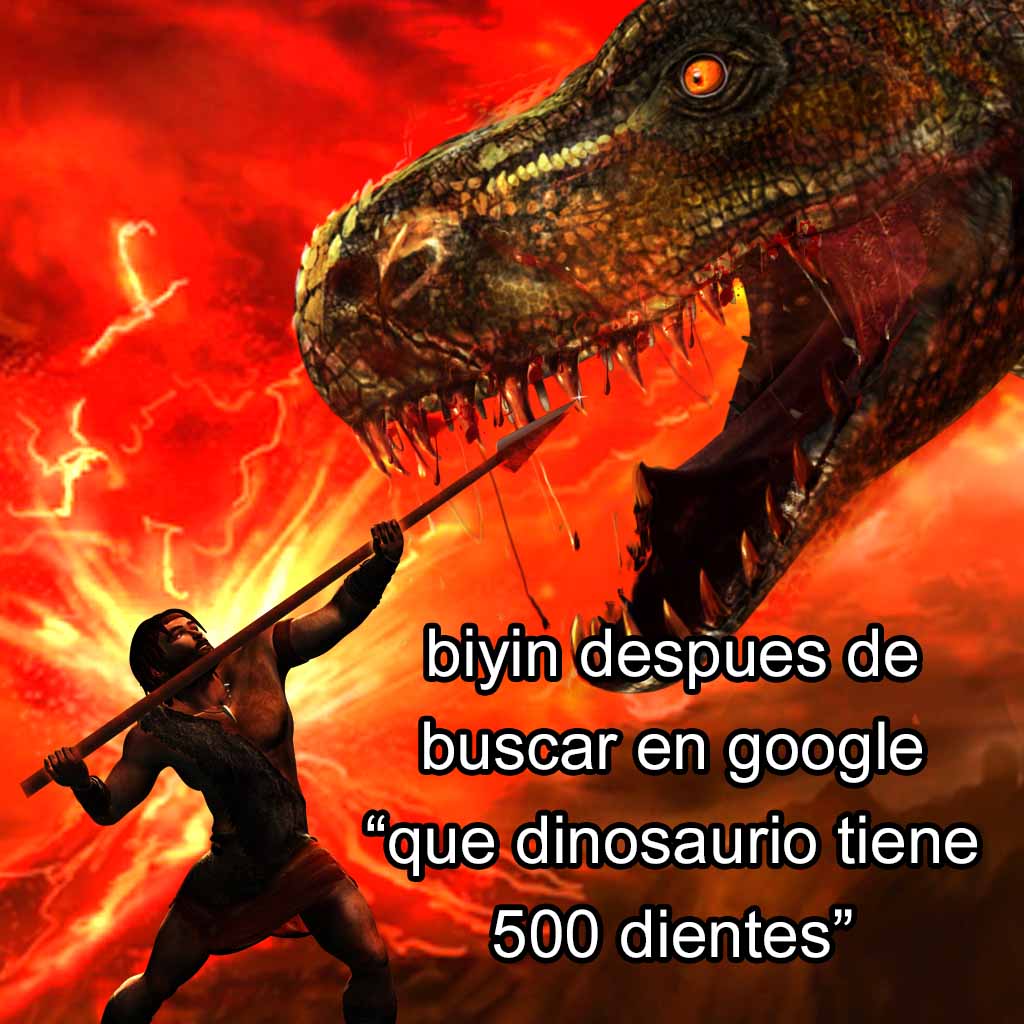 biyin despues de
buscar en google
“que dinosaurio tiene
500 dientes”